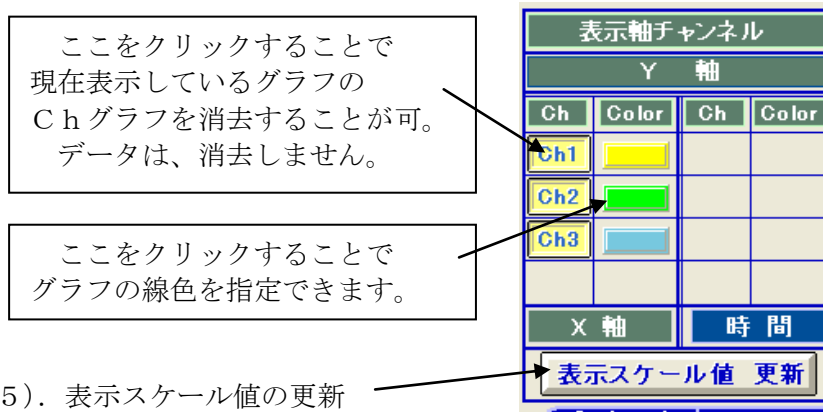 ここをクリックすることで
現在表示しているグラフの
Ｃｈグラフを消去することが可。
データは、消去しません。
ここをクリックすることで
グラフの線色を指定できます。
５）．表示スケール値の更新
表示軸チャンネル
Ｙ　軸
Ch Color Ch Color
Ch1
Ch2
Ch3
Ｘ 軸 時 間
表示スケール値 更新